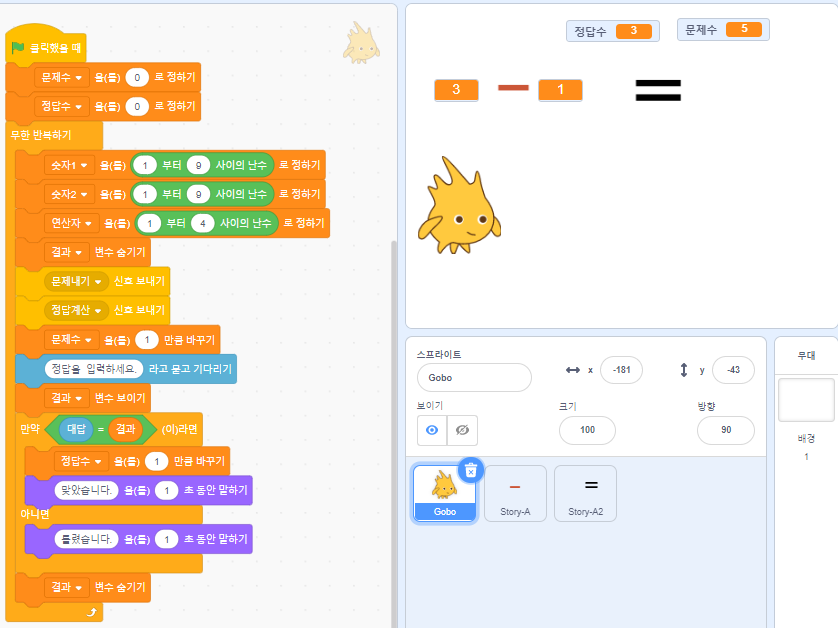 클릭했을 때
문제수 을(를) 0 로 정하기
정답수 을(를) 0 로 정하기
무한 반복하기
숫자1 을(를) 1 부터 9 사이의 난수 로 정하기
숫자2 을(를) 1 부터 9 사이의 난수 로 정하기
연산자 을(를) 1 부터 4 사이의 난수 로 정하기
결과 변수 숨기기
문제내기 신호 보내기
정답계산 신호 보내기
문제수 을(를) 1 만큼 바꾸기
정답을 입력하세요. 라고 묻고 기다리기
결과 변수 보이기
만약 대답 = 결과 (이)라면
정답수 을(를) 1 만큼 바꾸기
맞았습니다. 을(를) 1 초 동안 말하기
아니면
틀렸습니다. 을(를) 1 초 동안 말하기
결과 변수 숨기기
정답수 3 문제수 5
3 − 1 =
스프라이트
Gobo
x -181 y -43
보이기 크기 방향
100 90
Gobo Story-A Story-A2
무대
배경
1